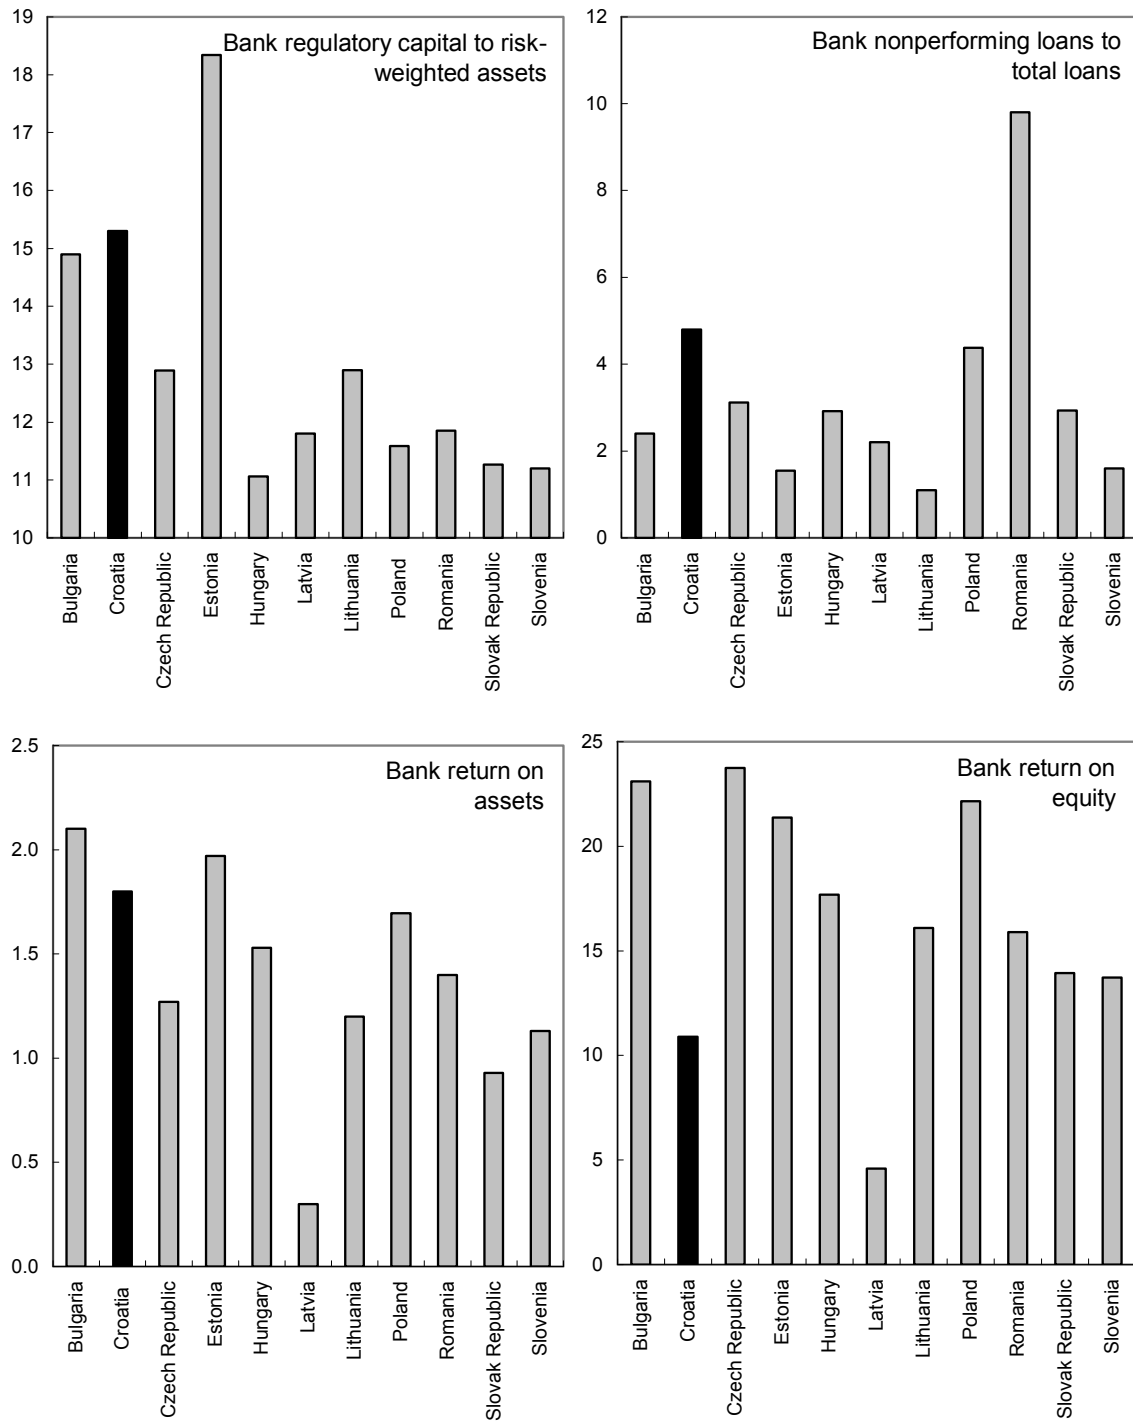 Bank regulatory capital to risk-
weighted assets
19
18
17
16
15
14
13
12
11
10
Bulgaria
Croatia
Czech Republic
Estonia
Hungary
Latvia
Lithuania
Poland
Romania
Slovak Republic
Slovenia
Bank nonperforming loans to
total loans
12
10
8
6
4
2
0
Bulgaria
Croatia
Czech Republic
Estonia
Hungary
Latvia
Lithuania
Poland
Romania
Slovak Republic
Slovenia
Bank return on
assets
2.5
2.0
1.5
1.0
0.5
0.0
Bulgaria
Croatia
Czech Republic
Estonia
Hungary
Latvia
Lithuania
Poland
Romania
Slovak Republic
Slovenia
Bank return on
equity
25
20
15
10
5
0
Bulgaria
Croatia
Czech Republic
Estonia
Hungary
Latvia
Lithuania
Poland
Romania
Slovak Republic
Slovenia